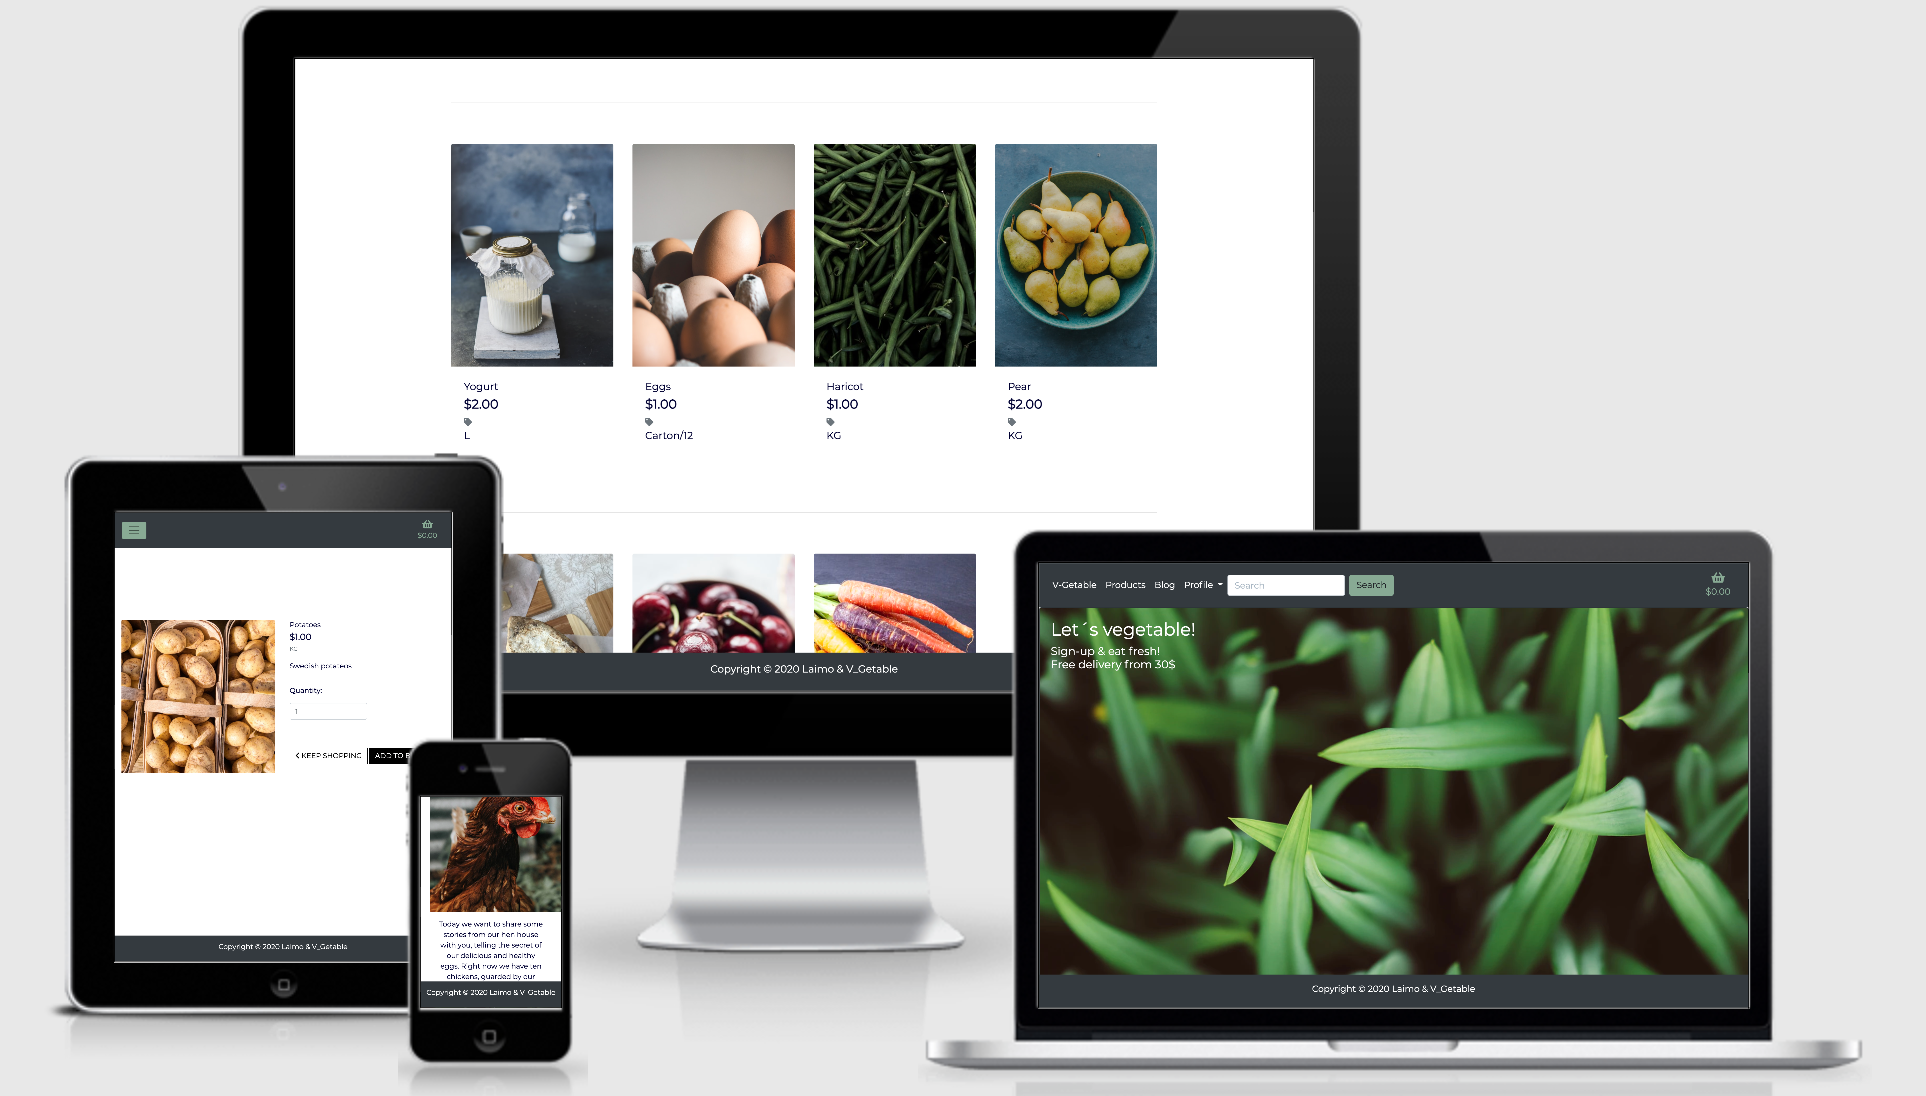 Yogurt
$2.00
L
Eggs
$1.00
Carton/12
Haricot
$1.00
KG
Pear
$2.00
KG
Copyright © 2020 Laimo & V_Getable
$0.00
Potatoes
$1.00
KG
Swedish potatoes
Quantity:
1
KEEP SHOPPING
ADD TO
Copyright © 2020 Laimo & V_Getable
Today we want to share some
stories from our hen house
with you, telling the secret of
our delicious and healthy
eggs. Right now we have ten
chickens, quarded by our
Copyright © 2020 Laimo & V_Getable
V-Getable Products Blog Profile Search Search
$0.00
Let´s vegetable!
Sign-up & eat fresh!
Free delivery from 30$
Copyright © 2020 Laimo & V_Getable